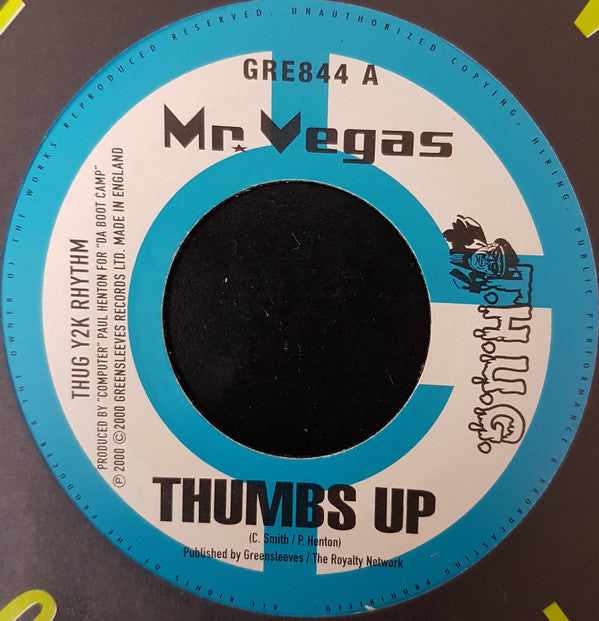 GRE844 A
Mr. Vegas
THUG Y2K RHYTHM
PRODUCED BY "COMPUTER" PAUL HENTON FOR "DA BOOT CAMP"
℗ 2000 © 2000 GREENSLEEVES RECORDS LTD. MADE IN ENGLAND
THUG
THUMBS UP
(C. Smith / P. Henton)
Published by Greensleeves / The Royalty Network
ALL RIGHTS OF THE PRODUCER & THE OWNER OF THE WORKS REPRODUCED RESERVED. UNAUTHORIZED COPYING, HIRING, PUBLIC PERFORMANCE & BROADCASTING PROHIBITED.